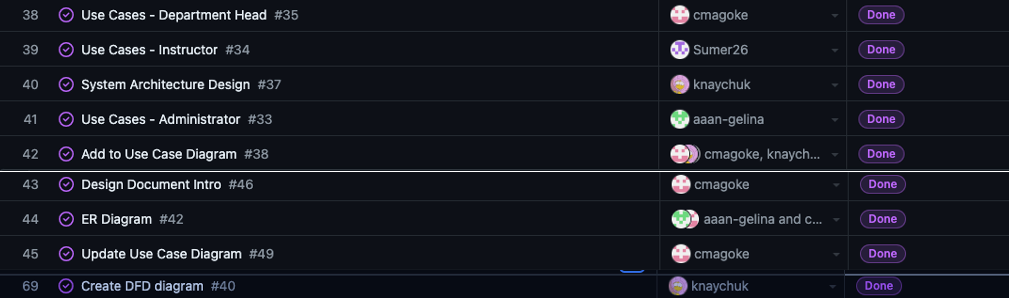 38 Use Cases - Department Head #35 cmagoke Done
39 Use Cases - Instructor #34 Sumer26 Done
40 System Architecture Design #37 knaychuk Done
41 Use Cases - Administrator #33 aaan-gelina Done
42 Add to Use Case Diagram #38 cmagoke, knaych... Done
43 Design Document Intro #46 cmagoke Done
44 ER Diagram #42 aaan-gelina and c... Done
45 Update Use Case Diagram #49 cmagoke Done
69 Create DFD diagram #40 knaychuk Done